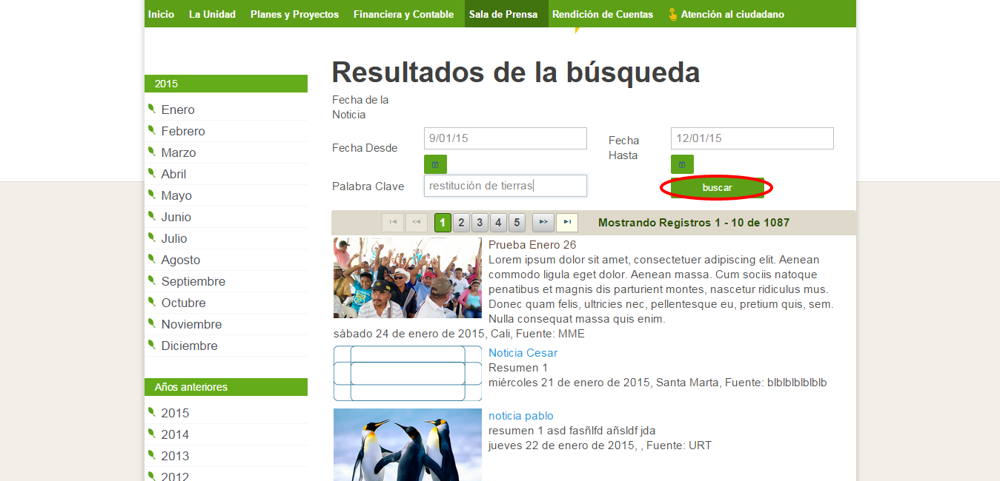 Inicio La Unidad Planes y Proyectos Financiera y Contable Sala de Prensa Rendición de Cuentas Atención al ciudadano
2015
Enero
Febrero
Marzo
Abril
Mayo
Junio
Julio
Agosto
Septiembre
Octubre
Noviembre
Diciembre
Años anteriores
2015
2014
2013
2012
Resultados de la búsqueda
Fecha de la
Noticia
Fecha Desde 9/01/15 Fecha
Hasta 12/01/15
Palabra Clave restitución de tierras buscar
1 2 3 4 5 Mostrando Registros 1 - 10 de 1087
Prueba Enero 26
Lorem ipsum dolor sit amet, consectetuer adipiscing elit. Aenean
commodo ligula eget dolor. Aenean massa. Cum sociis natoque
penatibus et magnis dis parturient montes, nascetur ridiculus mus.
Donec quam felis, ultricies nec, pellentesque eu, pretium quis, sem.
Nulla consequat massa quis enim.
sábado 24 de enero de 2015, Cali, Fuente: MME
Noticia Cesar
Resumen 1
miércoles 21 de enero de 2015, Santa Marta, Fuente: blblblblblblb
noticia pablo
resumen 1 asd fasñlfd añsldf jda
jueves 22 de enero de 2015, , Fuente: URT